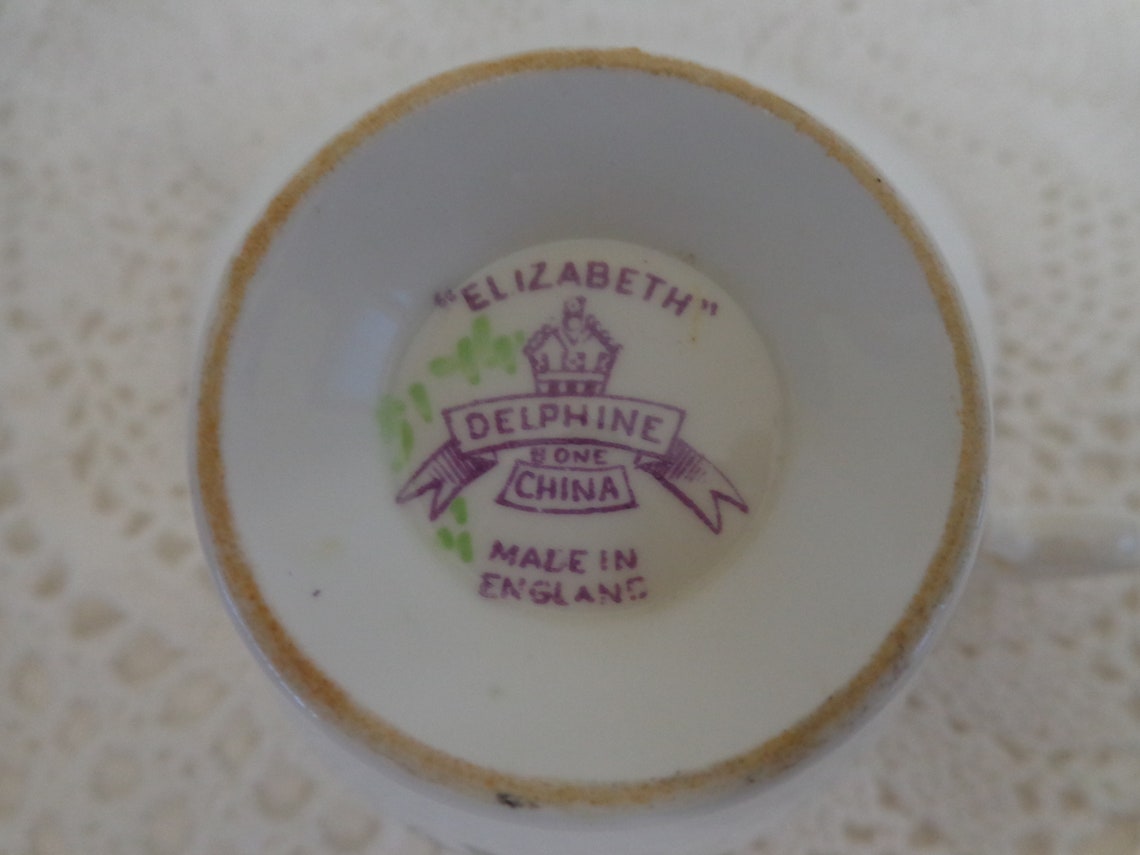 "ELIZABETH"
DELPHINE
BONE
CHINA
MADE IN
ENGLAND